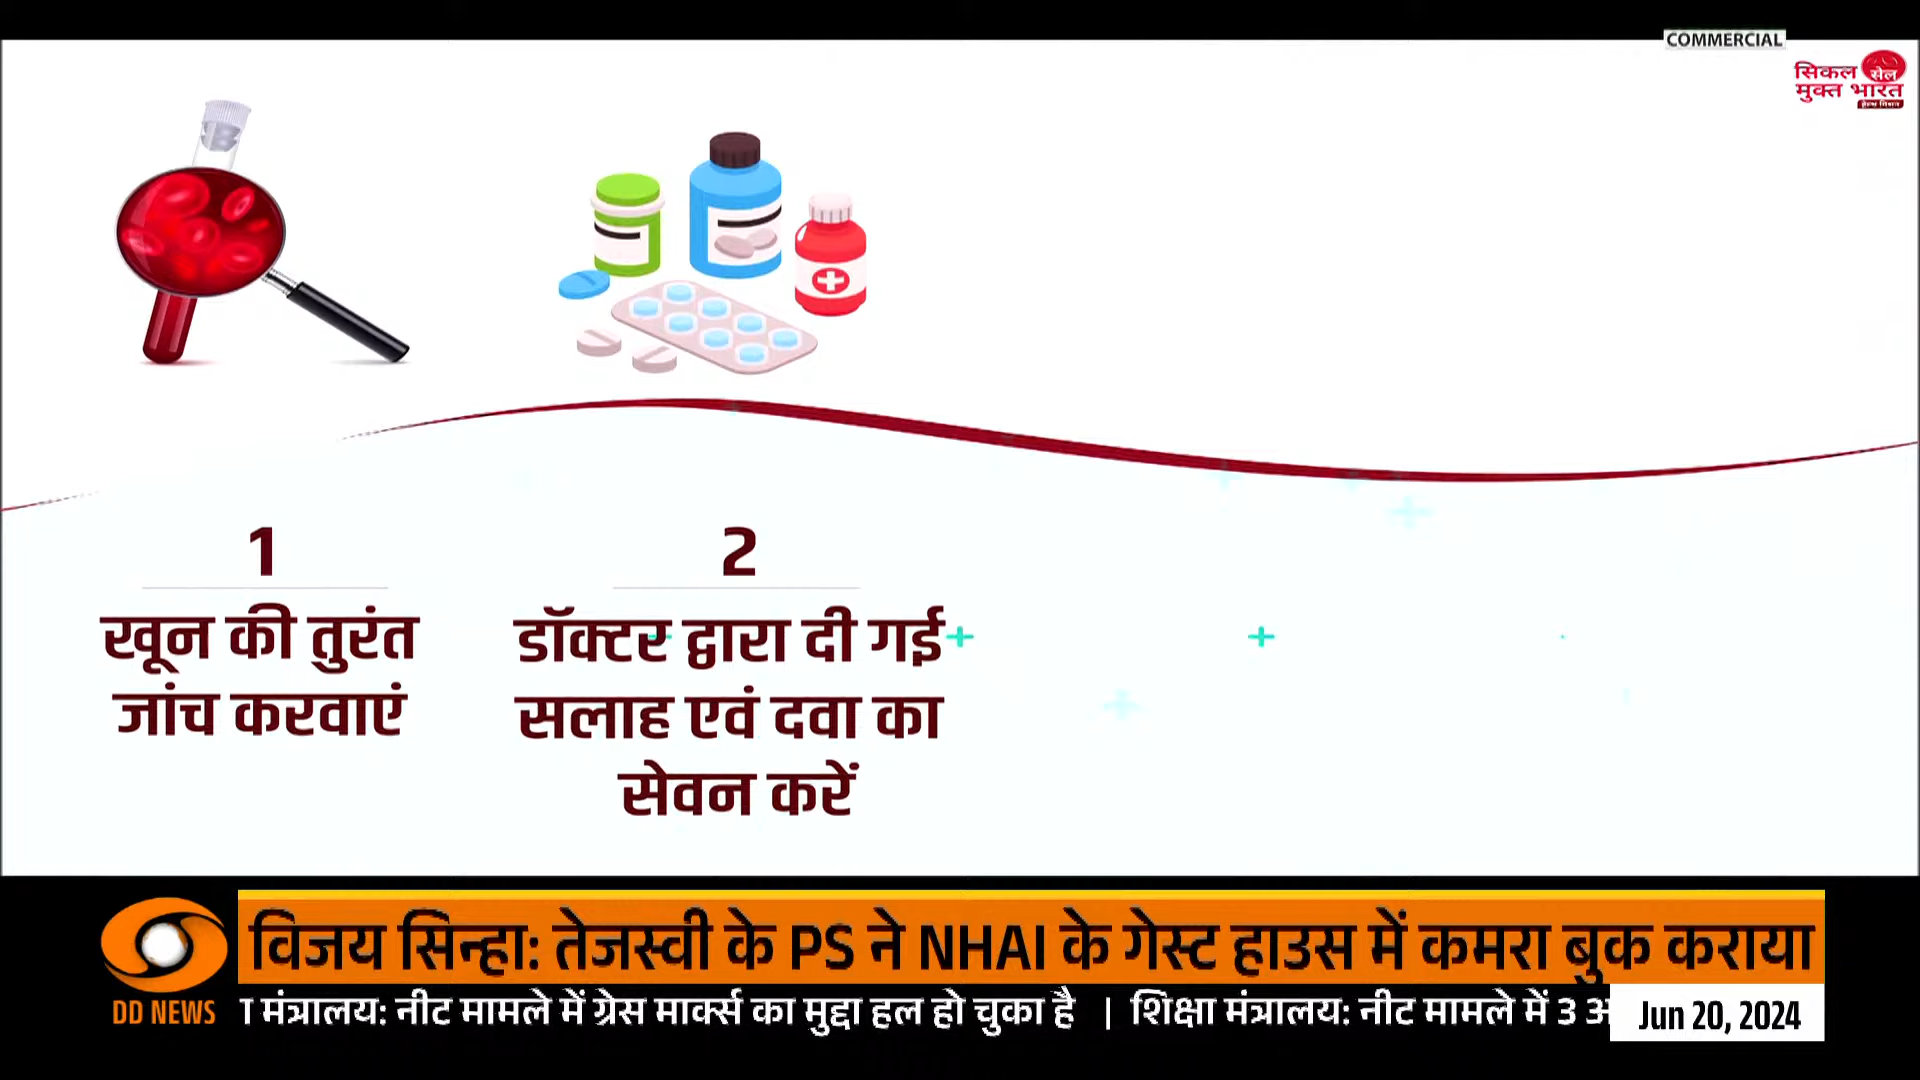 COMMERCIAL
सिकल सेल
मुक्त भारत
1
खून की तुरंत
जांच करवाएं
2
डॉक्टर द्वारा दी गई
सलाह एवं दवा का
सेवन करें
विजय सिन्हा: तेजस्वी के PS ने NHAI के गेस्ट हाउस में कमरा बुक कराया
DD NEWS
मंत्रालय: नीट मामले में ग्रेस मार्क्स का मुद्दा हल हो चुका है | शिक्षा मंत्रालय: नीट मामले में 3
Jun 20, 2024